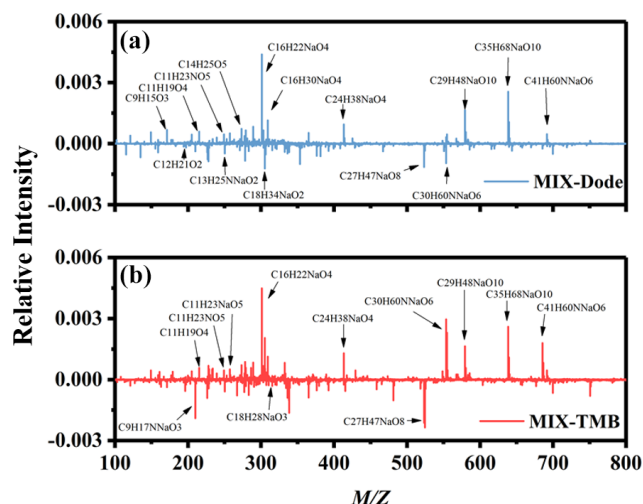 Relative Intensity
0.006
0.003
0.000
-0.003
(a)
C16H22NaO4
C14H25O5
C11H23NO5
C11H19O4
C9H15O3
C16H30NaO4
C24H38NaO4
C29H48NaO10
C35H68NaO10
C41H60NNaO6
C12H21O2
C13H25NNaO2
C18H34NaO2
C27H47NaO8
C30H60NNaO6
MIX-Dode
0.006
0.003
0.000
-0.003
(b)
C16H22NaO4
C11H23NaO5
C11H23NO5
C11H19O4
C24H38NaO4
C30H60NNaO6
C29H48NaO10
C35H68NaO10
C41H60NNaO6
C9H17NNaO3
C18H28NaO3
C27H47NaO8
MIX-TMB
100 200 300 400 500 600 700 800
M/Z